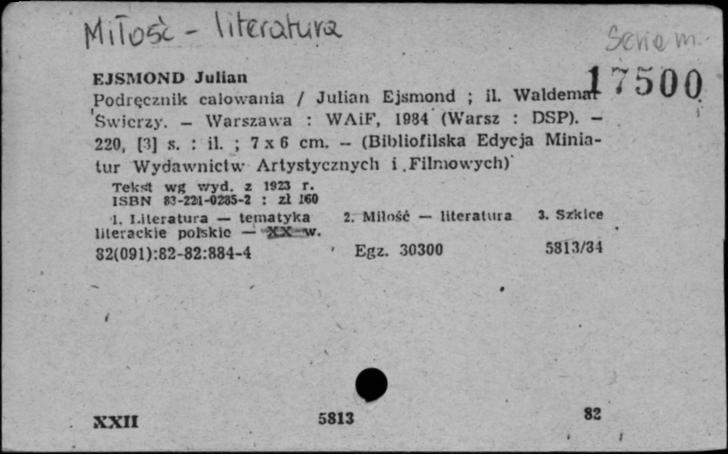 Miłość - literatura
Seria m.
17500
EJSMOND Julian
Podręcznik całowania / Julian Ejsmond ; il. Waldemar
Świerzy. — Warszawa : WAiF, 1984 (Warsz : DSP). —
220, [3] s. : il. ; 7 x 6 cm. — (Bibliofilska Edycja Minia-
tur Wydawnictw Artystycznych i Filmowych)
Tekst wg wyd. z 1923 r.
ISBN 83-221-0285-2 : zł 160
1. Literatura — tematyka 2. Miłość — literatura 3. Szkice
literackie polskie — XX w.
82(091):82-82:884-4 Egz. 30300 5813/84
XXII 5813 82